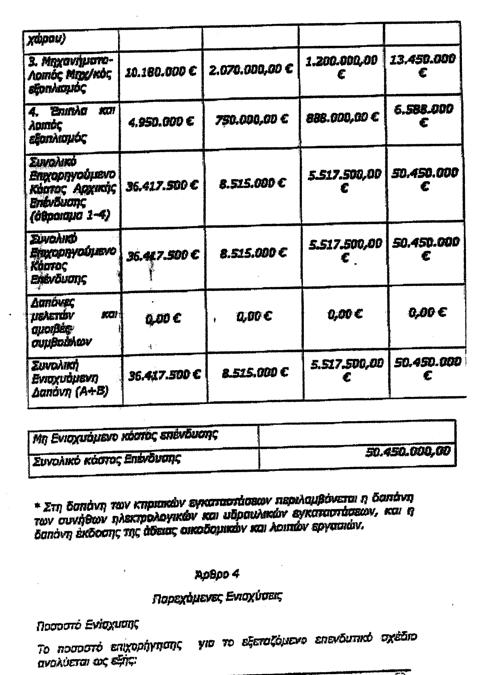 χώρου)
3. Μηχανήματα-
Λοιπός Μηχ/κός
εξοπλισμός
10.180.000 €
2.070.000,00 €
1.200.000,00
€
13.450.000
€
4. Έπιπλα και
λοιπός
εξοπλισμός
4.950.000 €
750.000,00 €
888.000,00 €
6.588.000
€
Συνολικό
Επιχορηγούμενο
Κόστος Αρχικής
Επένδυσης
(άθροισμα 1-4)
36.417.500 €
8.515.000 €
5.517.500,00
€
50.450.000
€
Συνολικό
Επιχορηγούμενο
Κόστος
Επένδυσης
36.417.500 €
8.515.000 €
5.517.500,00
€
50.450.000
€
Δαπάνες
μελετών και
αμοιβές
συμβούλων
0,00 €
0,00 €
0,00 €
0,00 €
Συνολική
Ενισχυόμενη
Δαπάνη (Α+Β)
36.417.500 €
8.515.000 €
5.517.500,00
€
50.450.000
€
Μη Ενισχυόμενο κόστος επένδυσης
Συνολικό κόστος Επένδυσης
50.450.000,00
* Στη δαπάνη των κτιριακών εγκαταστάσεων περιλαμβάνεται η δαπάνη
των συνήθων ηλεκτρολογικών και υδραυλικών εγκαταστάσεων, και η
δαπάνη έκδοσης της άδειας οικοδομικών και λοιπών εργασιών.
Άρθρο 4
Παρεχόμενες Ενισχύσεις
Ποσοστό Ενίσχυσης
Το ποσοστό επιχορήγησης για το εξεταζόμενο επενδυτικό σχέδιο
αναλύεται ως εξής: